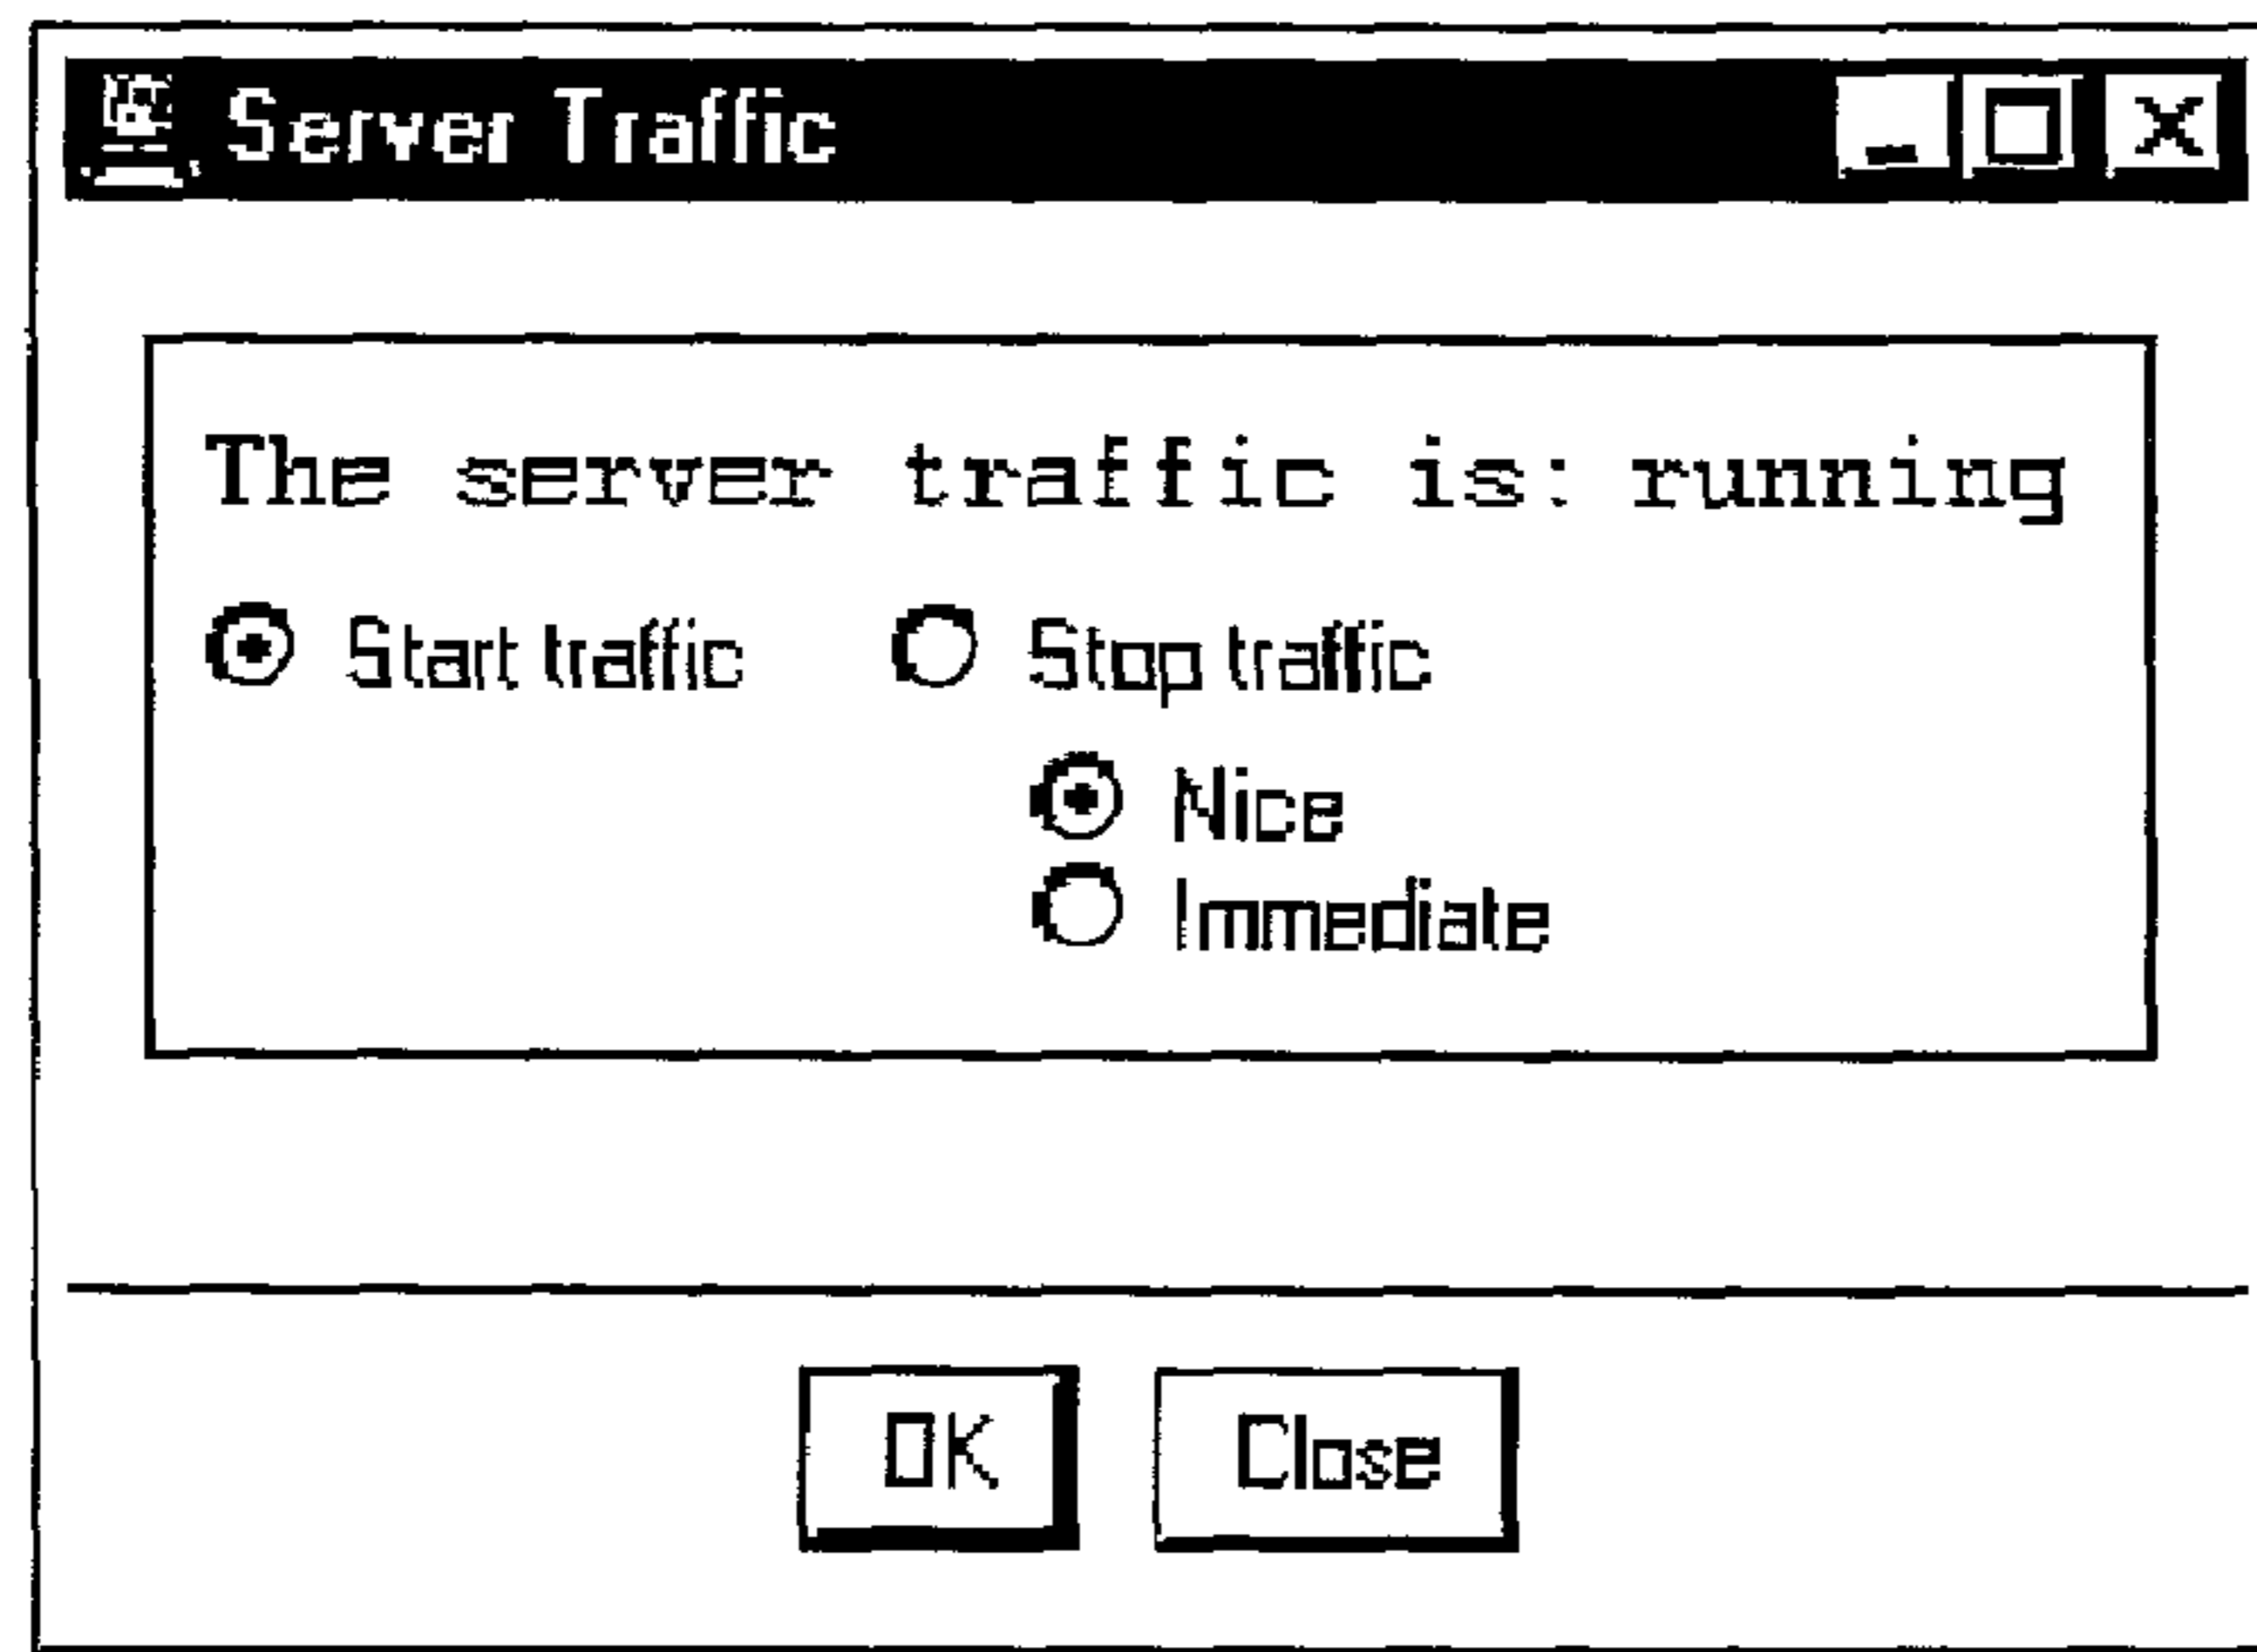 Server Traffic
The server traffic is: running
Start traffic Stop traffic
Nice
Immediate
OK Close